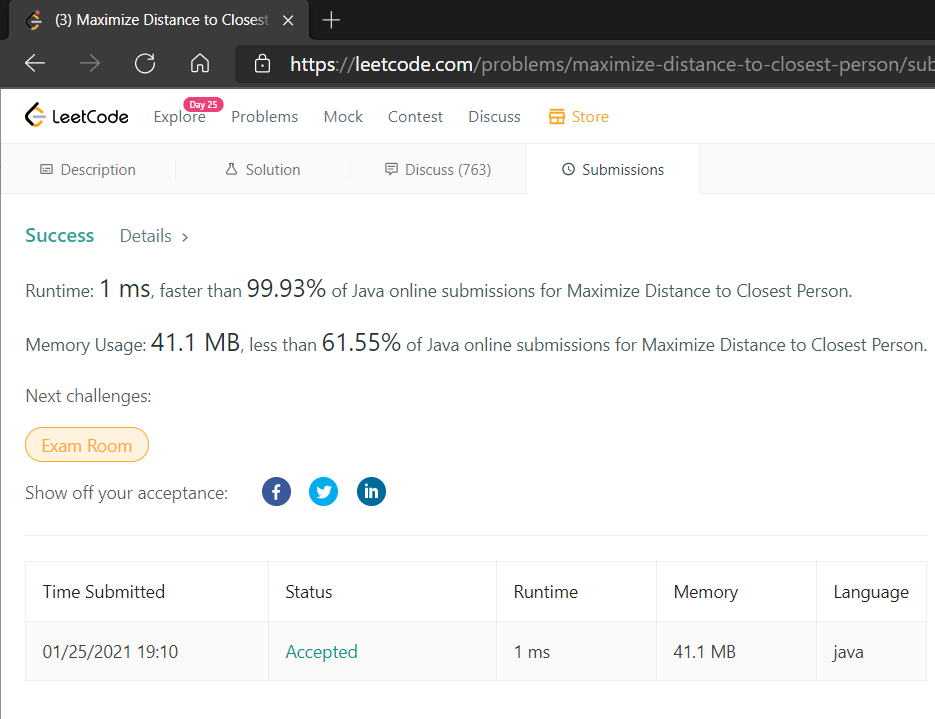 (3) Maximize Distance to Closest
https://leetcode.com/problems/maximize-distance-to-closest-person/sub
LeetCode Explore Day 25 Problems Mock Contest Discuss Store
Description Solution Discuss (763) Submissions
Success Details >
Runtime: 1 ms, faster than 99.93% of Java online submissions for Maximize Distance to Closest Person.
Memory Usage: 41.1 MB, less than 61.55% of Java online submissions for Maximize Distance to Closest Person.
Next challenges:
Exam Room
Show off your acceptance:
Time Submitted Status Runtime Memory Language
01/25/2021 19:10 Accepted 1 ms 41.1 MB java